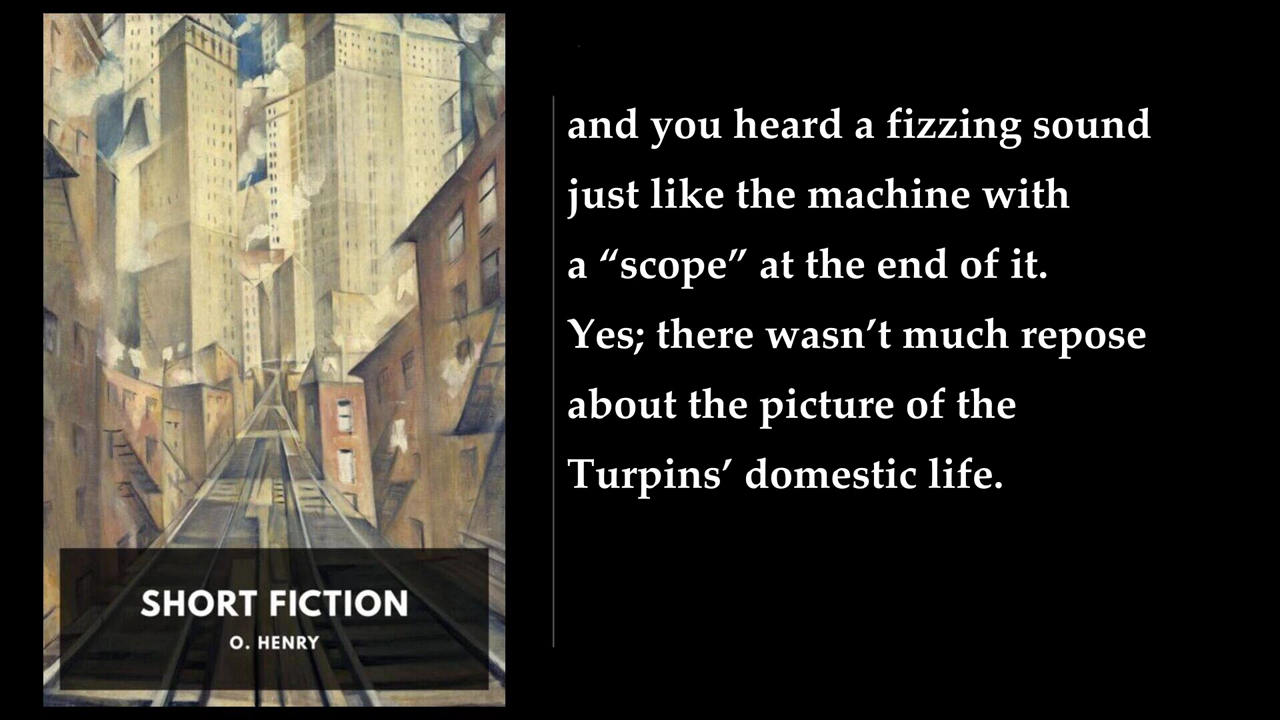 SHORT FICTION
O. HENRY
and you heard a fizzing sound
just like the machine with
a “scope” at the end of it.
Yes; there wasn’t much repose
about the picture of the
Turpins’ domestic life.